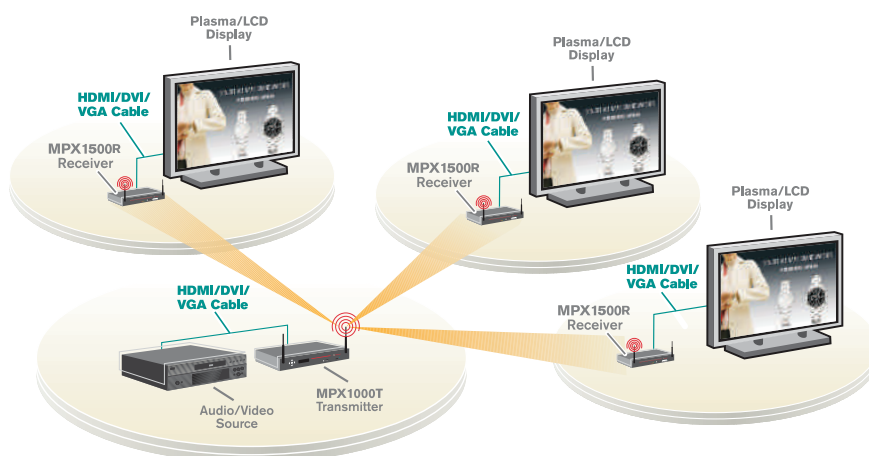 Plasma/LCD
Display
HDMI/DVI/
VGA Cable
MPX1500R
Receiver
Plasma/LCD
Display
HDMI/DVI/
VGA Cable
MPX1500R
Receiver
Plasma/LCD
Display
HDMI/DVI/
VGA Cable
MPX1500R
Receiver
HDMI/DVI/
VGA Cable
MPX1000T
Transmitter
Audio/Video
Source